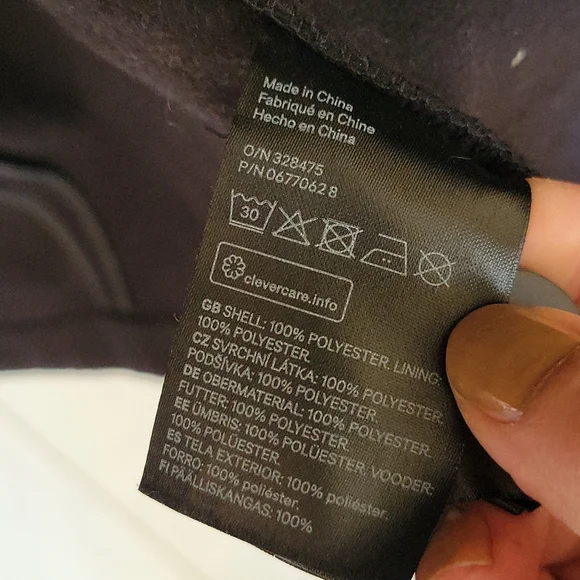 Made in China
Fabriqué en Chine
Hecho en China
O/N 328475
P/N 0677062 8
30
clevercare.info
GB SHELL: 100% POLYESTER. LINING:
100% POLYESTER.
CZ SVRCHNÍ LÁTKA: 100% POLYESTER.
PODŠÍVKA: 100% POLYESTER.
DE OBERMATERIAL: 100% POLYESTER.
FUTTER: 100% POLYESTER.
EE ÜMBRIS: 100% POLÜESTER. VOODER:
100% POLÜESTER.
ES TELA EXTERIOR: 100% poliéster.
FORRO: 100% poliéster.
FI PÄÄLLISKANGAS: 100%